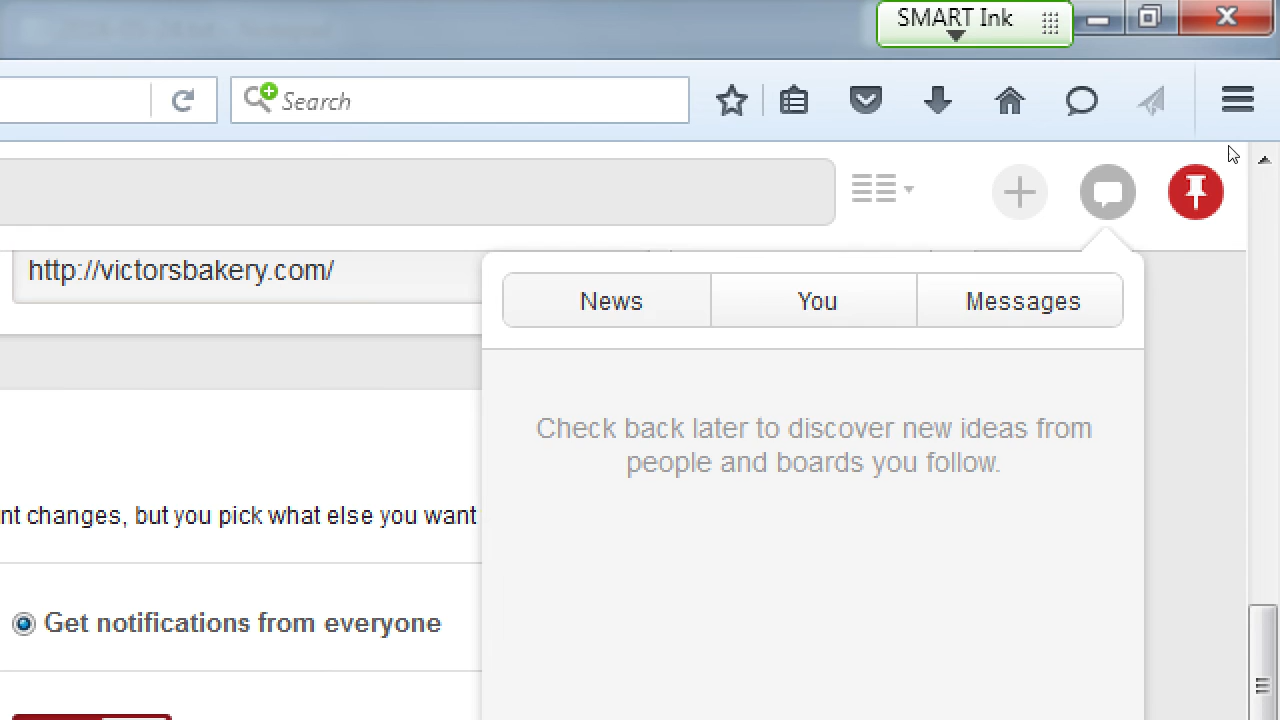 SMART Ink
Search
http://victorsbakery.com/
News
You
Messages
Check back later to discover new ideas from
people and boards you follow.
nt changes, but you pick what else you want
Get notifications from everyone